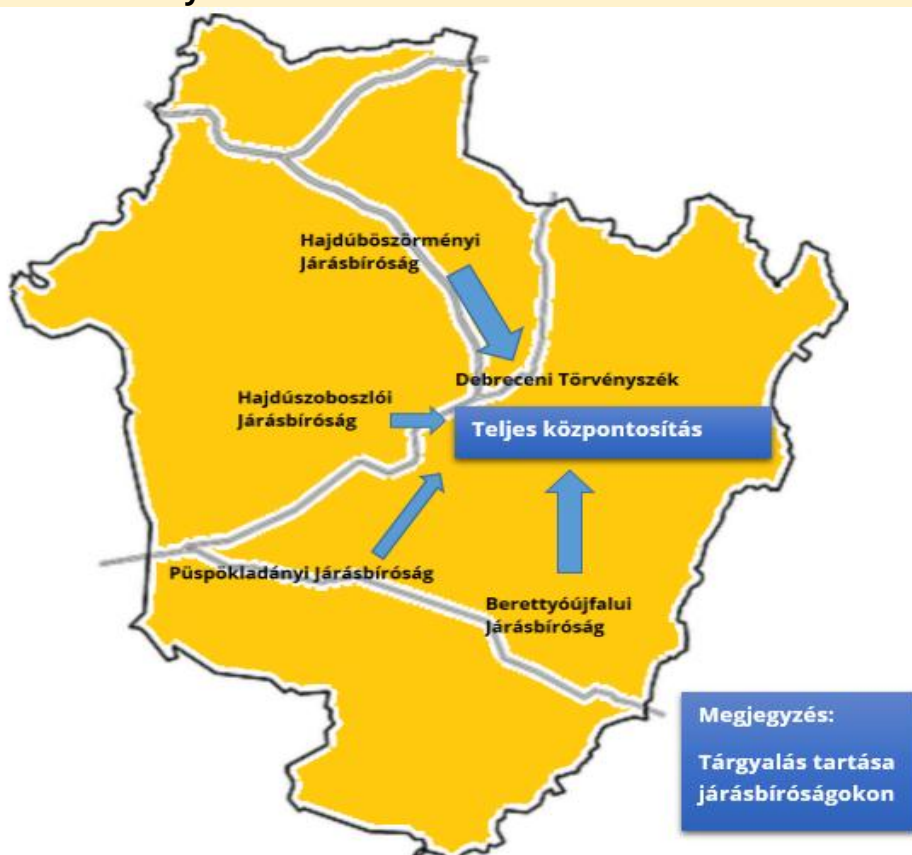 Hajdúböszörményi
Járásbíróság
Debreceni Törvényszék
Hajdúszoboszlói
Járásbíróság
Teljes központosítás
Püspökladányi Járásbíróság
Berettyóújfalui
Járásbíróság
Megjegyzés:
Tárgyalás tartása
járásbíróságokon